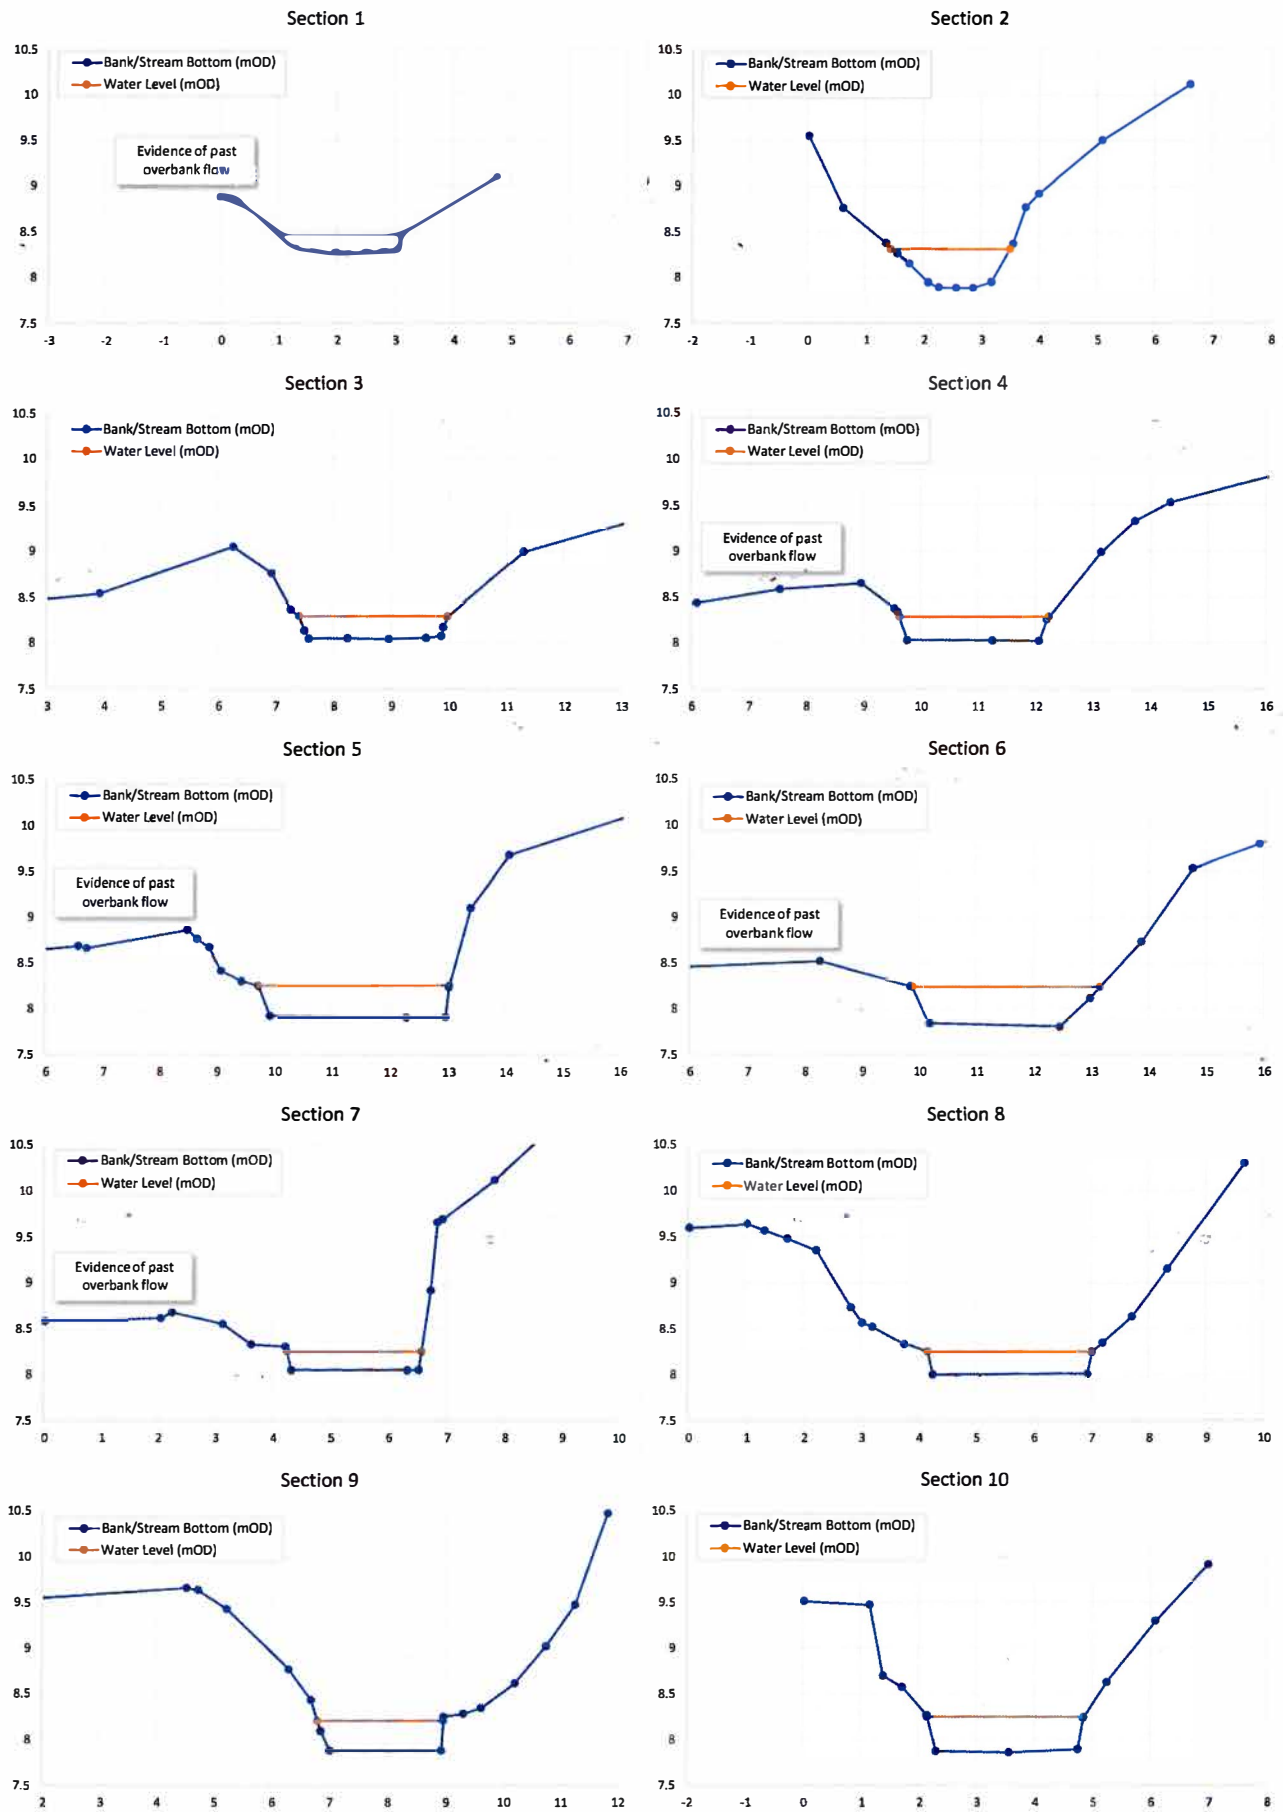 Section 1
Bank/Stream Bottom (mOD)
Water Level (mOD)
Evidence of past
overbank flow
10.5
10
9.5
9
8.5
8
7.5
-3 -2 -1 0 1 2 3 4 5 6 7
Section 2
Bank/Stream Bottom (mOD)
Water Level (mOD)
10.5
10
9.5
9
8.5
8
7.5
-2 -1 0 1 2 3 4 5 6 7 8
Section 3
Bank/Stream Bottom (mOD)
Water Level (mOD)
10.5
10
9.5
9
8.5
8
7.5
3 4 5 6 7 8 9 10 11 12 13
Section 4
Bank/Stream Bottom (mOD)
Water Level (mOD)
Evidence of past
overbank flow
10.5
10
9.5
9
8.5
8
7.5
6 7 8 9 10 11 12 13 14 15 16
Section 5
Bank/Stream Bottom (mOD)
Water Level (mOD)
Evidence of past
overbank flow
10.5
10
9.5
9
8.5
8
7.5
6 7 8 9 10 11 12 13 14 15 16
Section 6
Bank/Stream Bottom (mOD)
Water Level (mOD)
Evidence of past
overbank flow
10.5
10
9.5
9
8.5
8
7.5
6 7 8 9 10 11 12 13 14 15 16
Section 7
Bank/Stream Bottom (mOD)
Water Level (mOD)
Evidence of past
overbank flow
10.5
10
9.5
9
8.5
8
7.5
0 1 2 3 4 5 6 7 8 9 10
Section 8
Bank/Stream Bottom (mOD)
Water Level (mOD)
10.5
10
9.5
9
8.5
8
7.5
0 1 2 3 4 5 6 7 8 9 10
Section 9
Bank/Stream Bottom (mOD)
Water Level (mOD)
10.5
10
9.5
9
8.5
8
7.5
2 3 4 5 6 7 8 9 10 11 12
Section 10
Bank/Stream Bottom (mOD)
Water Level (mOD)
10.5
10
9.5
9
8.5
8
7.5
-2 -1 0 1 2 3 4 5 6 7 8